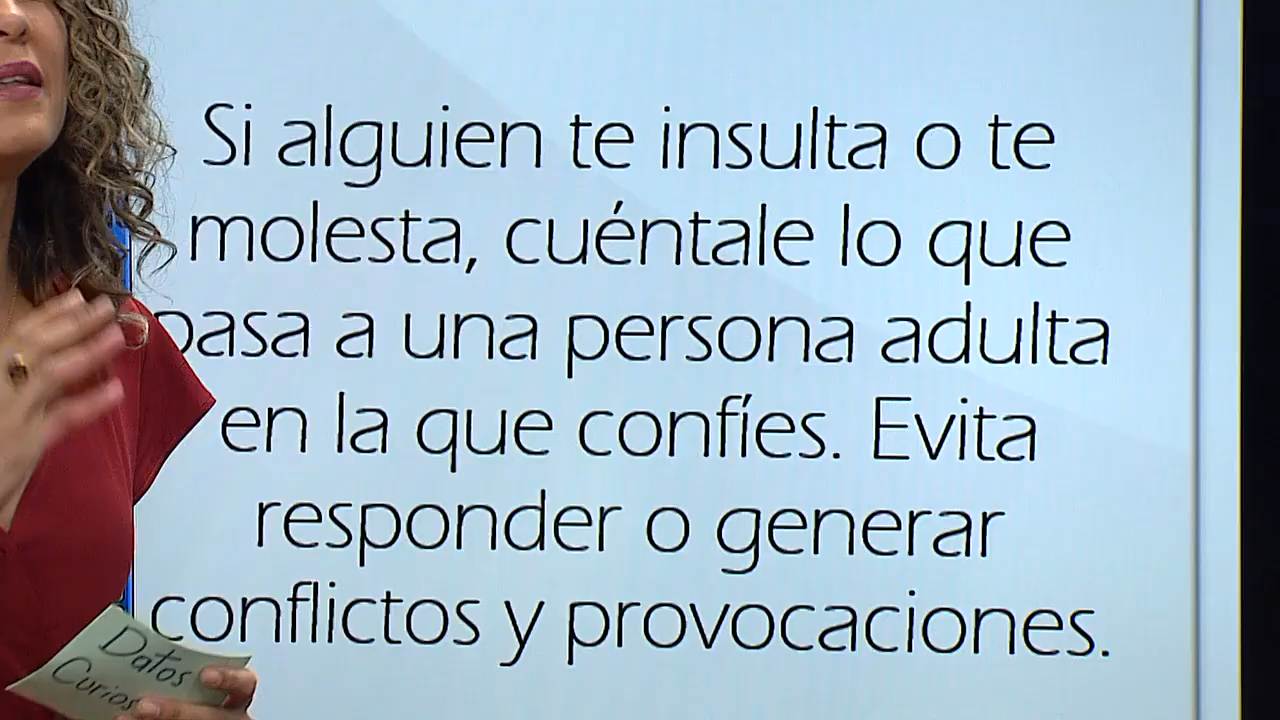 Si alguien te insulta o te
molesta, cuéntale lo que
pasa a una persona adulta
en la que confíes. Evita
responder o generar
conflictos y provocaciones.
Datos
Curios